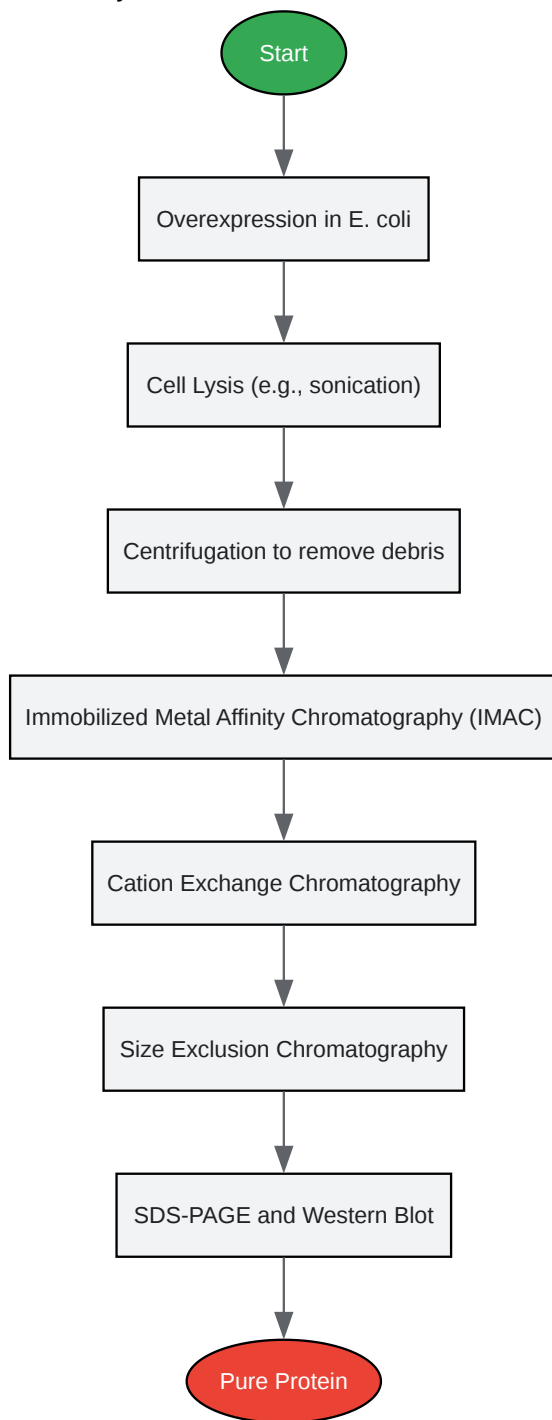 Start
Overexpression in E. coli
Cell Lysis (e.g., sonication)
Centrifugation to remove debris
Immobilized Metal Affinity Chromatography (IMAC)
Cation Exchange Chromatography
Size Exclusion Chromatography
SDS-PAGE and Western Blot
Pure Protein